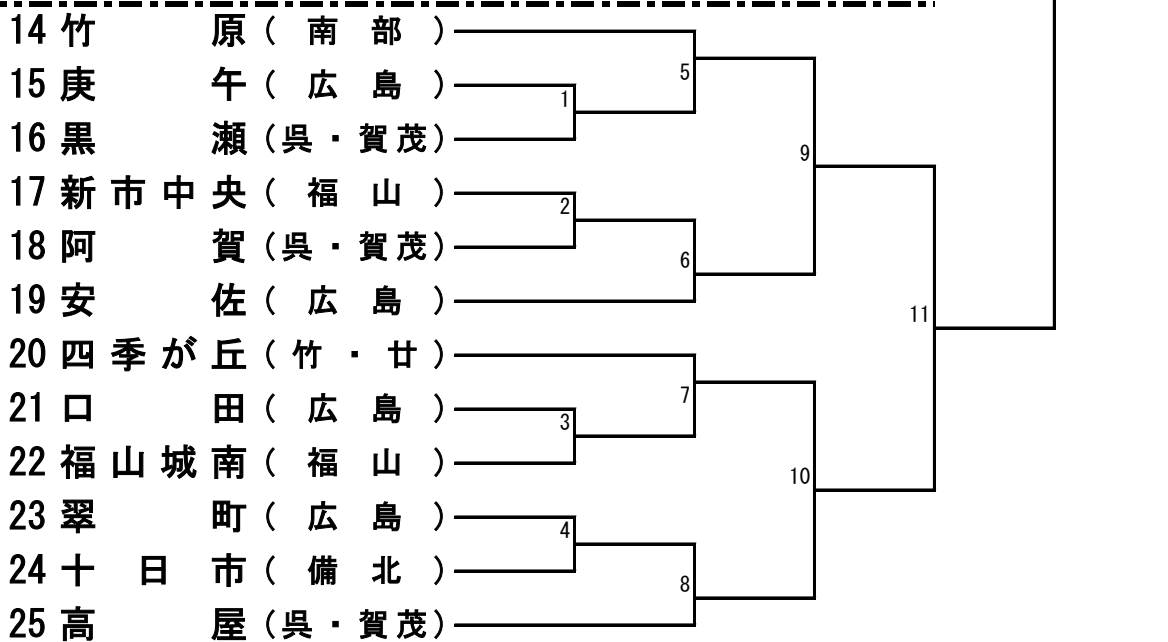 14 竹原（南部）
15 庚午（広島）
16 黒瀬（呉・賀茂）
17 新市中央（福山）
18 阿賀（呉・賀茂）
19 安佐（広島）
20 四季が丘（竹・廿）
21 口田（広島）
22 福山城南（福山）
23 翠町（広島）
24 十日市（備北）
25 高屋（呉・賀茂）
1
2
3
4
5
6
7
8
9
10
11